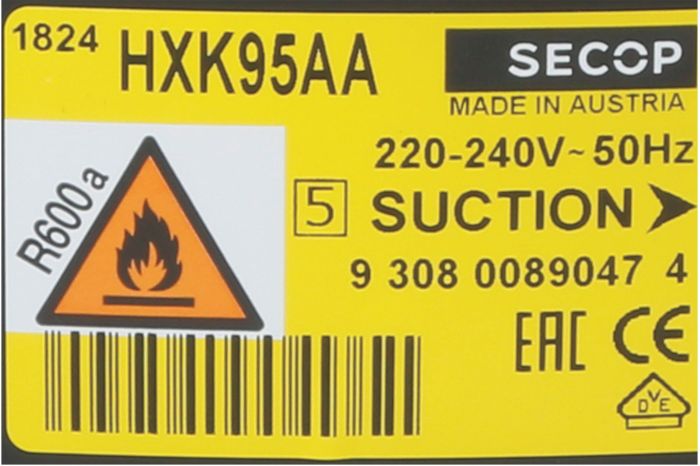 1824 HXK95AA SECOP
MADE IN AUSTRIA
220-240V~50Hz
R600a
5 SUCTION
9 308 0089047 4
EAC CE
DVE